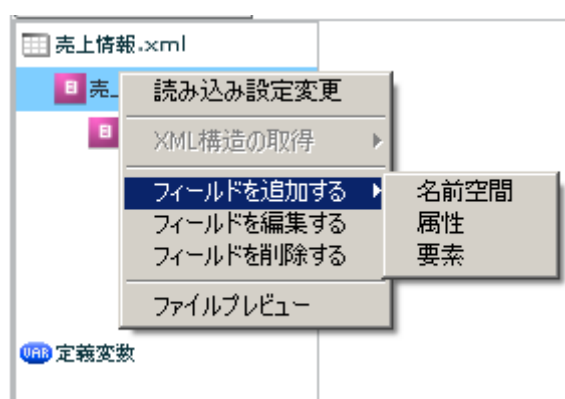 売上情報.xml
売
読み込み設定変更
XML構造の取得
フィールドを追加する
名前空間
フィールドを編集する
属性
フィールドを削除する
要素
ファイルプレビュー
VAR 定義変数